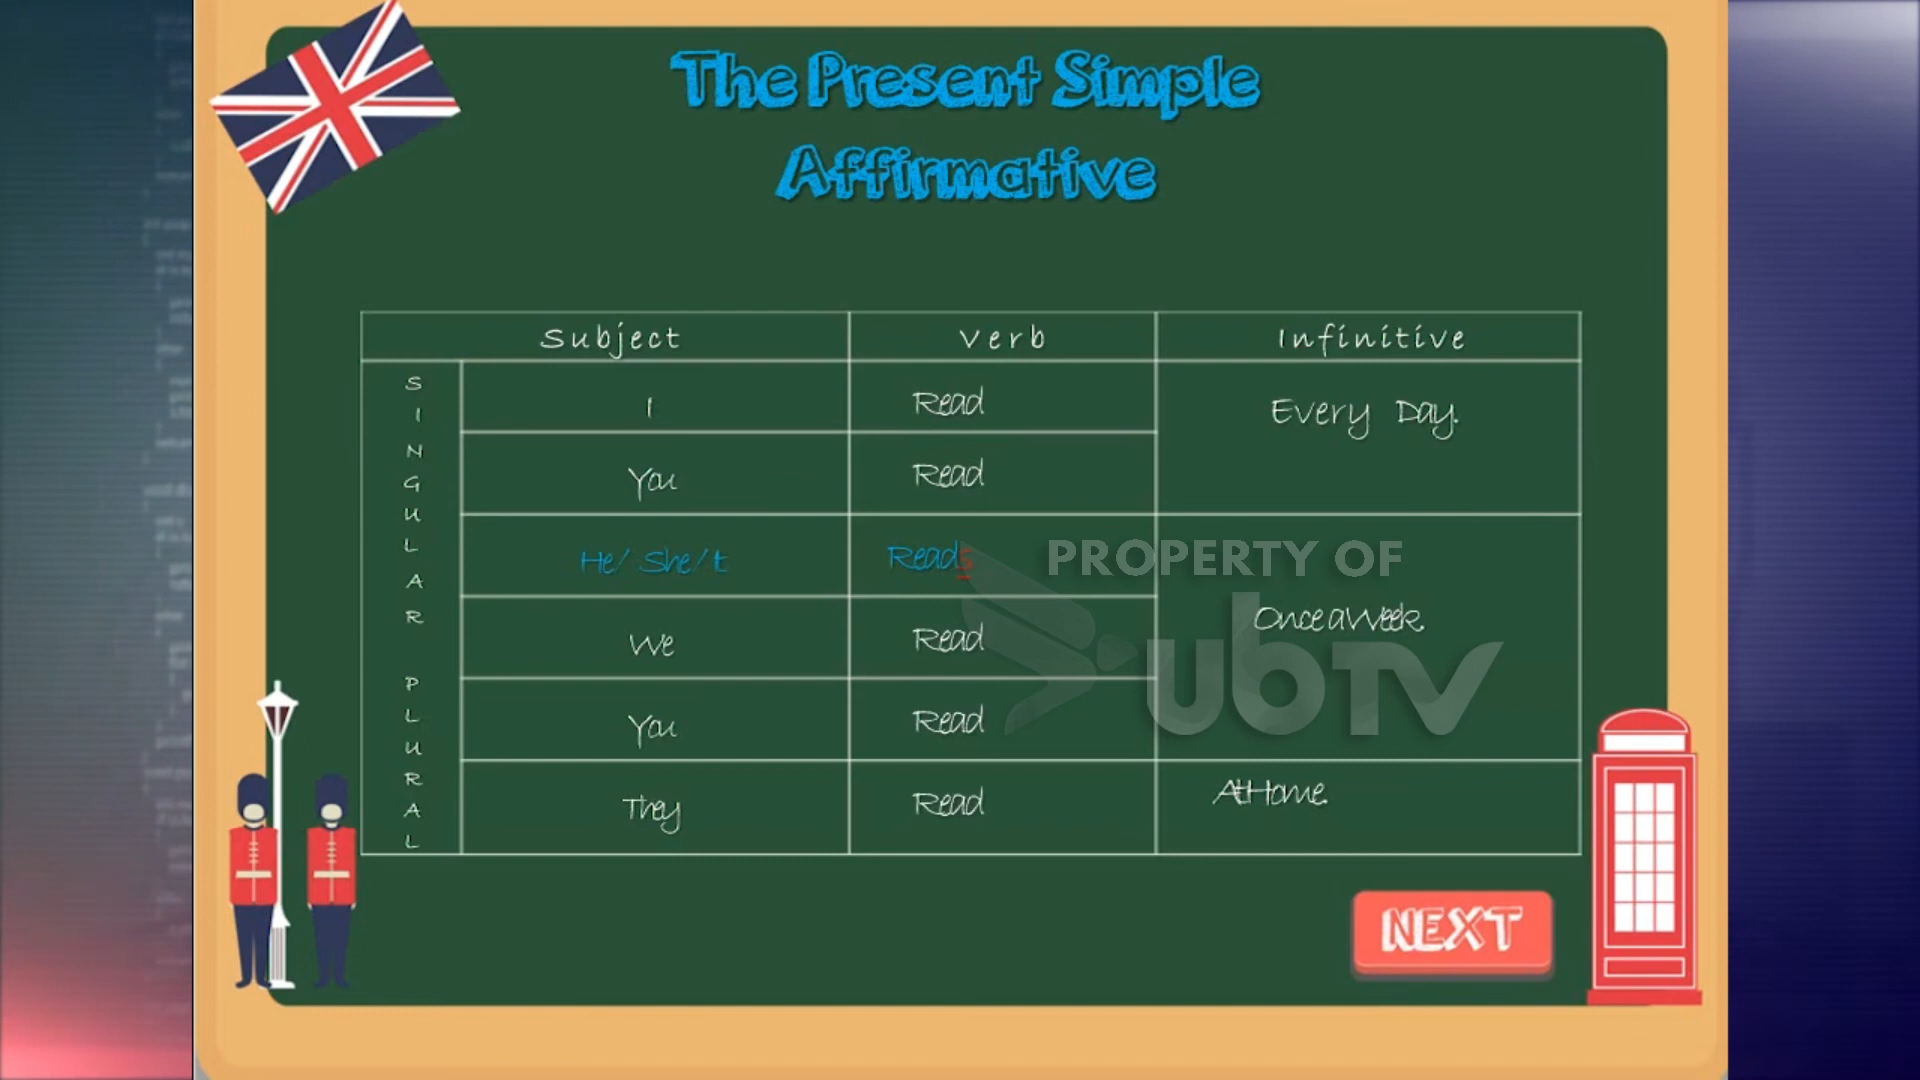 The Present Simple
Affirmative
Subject Verb Infinitive
SINGULAR
I Read Every Day.
You Read
He/ She/ It Reads
We Read Once a Week.
PLURAL
You Read
They Read At Home.
PROPERTY OF
UbTV
NEXT